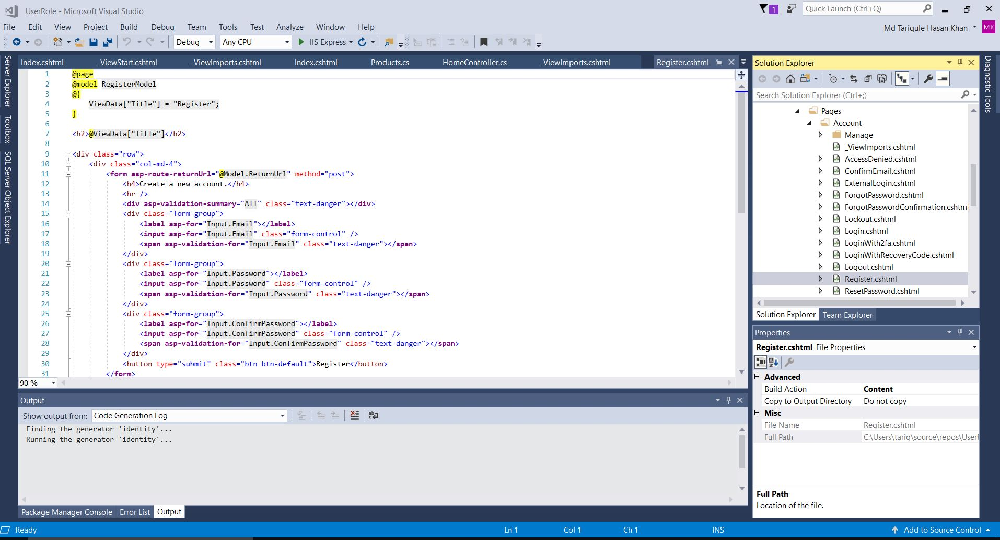 UserRole - Microsoft Visual Studio
1
Quick Launch (Ctrl+Q)
File Edit View Project Build Debug Team Tools Test Analyze Window Help
Md Tariqule Hasan Khan MK
Debug Any CPU IIS Express
Server Explorer
Toolbox
SQL Server Object Explorer
Index.cshtml _ViewStart.cshtml _ViewImports.cshtml Index.cshtml Products.cs HomeController.cs _ViewImports.cshtml Register.cshtml
1 @page
2 @model RegisterModel
3 @{
4 ViewData["Title"] = "Register";
5 }
6
7 <h2>@ViewData["Title"]</h2>
8
9 <div class="row">
10 <div class="col-md-4">
11 <form asp-route-returnUrl="@Model.ReturnUrl" method="post">
12 <h4>Create a new account.</h4>
13 <hr />
14 <div asp-validation-summary="All" class="text-danger"></div>
15 <div class="form-group">
16 <label asp-for="Input.Email"></label>
17 <input asp-for="Input.Email" class="form-control" />
18 <span asp-validation-for="Input.Email" class="text-danger"></span>
19 </div>
20 <div class="form-group">
21 <label asp-for="Input.Password"></label>
22 <input asp-for="Input.Password" class="form-control" />
23 <span asp-validation-for="Input.Password" class="text-danger"></span>
24 </div>
25 <div class="form-group">
26 <label asp-for="Input.ConfirmPassword"></label>
27 <input asp-for="Input.ConfirmPassword" class="form-control" />
28 <span asp-validation-for="Input.ConfirmPassword" class="text-danger"></span>
29 </div>
30 <button type="submit" class="btn btn-default">Register</button>
31 </form>
90 %
Output
Show output from: Code Generation Log
Finding the generator 'identity'...
Running the generator 'identity'...
Package Manager Console Error List Output
Solution Explorer
Search Solution Explorer (Ctrl+;)
Pages
Account
Manage
_ViewImports.cshtml
AccessDenied.cshtml
ConfirmEmail.cshtml
ExternalLogin.cshtml
ForgotPassword.cshtml
ForgotPasswordConfirmation.cshtml
Lockout.cshtml
Login.cshtml
LoginWith2fa.cshtml
LoginWithRecoveryCode.cshtml
Logout.cshtml
Register.cshtml
ResetPassword.cshtml
Solution Explorer Team Explorer
Properties
Register.cshtml File Properties
Advanced
Build Action Content
Copy to Output Directory Do not copy
Misc
File Name Register.cshtml
Full Path C:\Users\tariq\source\repos\User
Full Path
Location of the file.
Diagnostic Tools
Ready Ln 1 Col 1 Ch 1 INS Add to Source Control